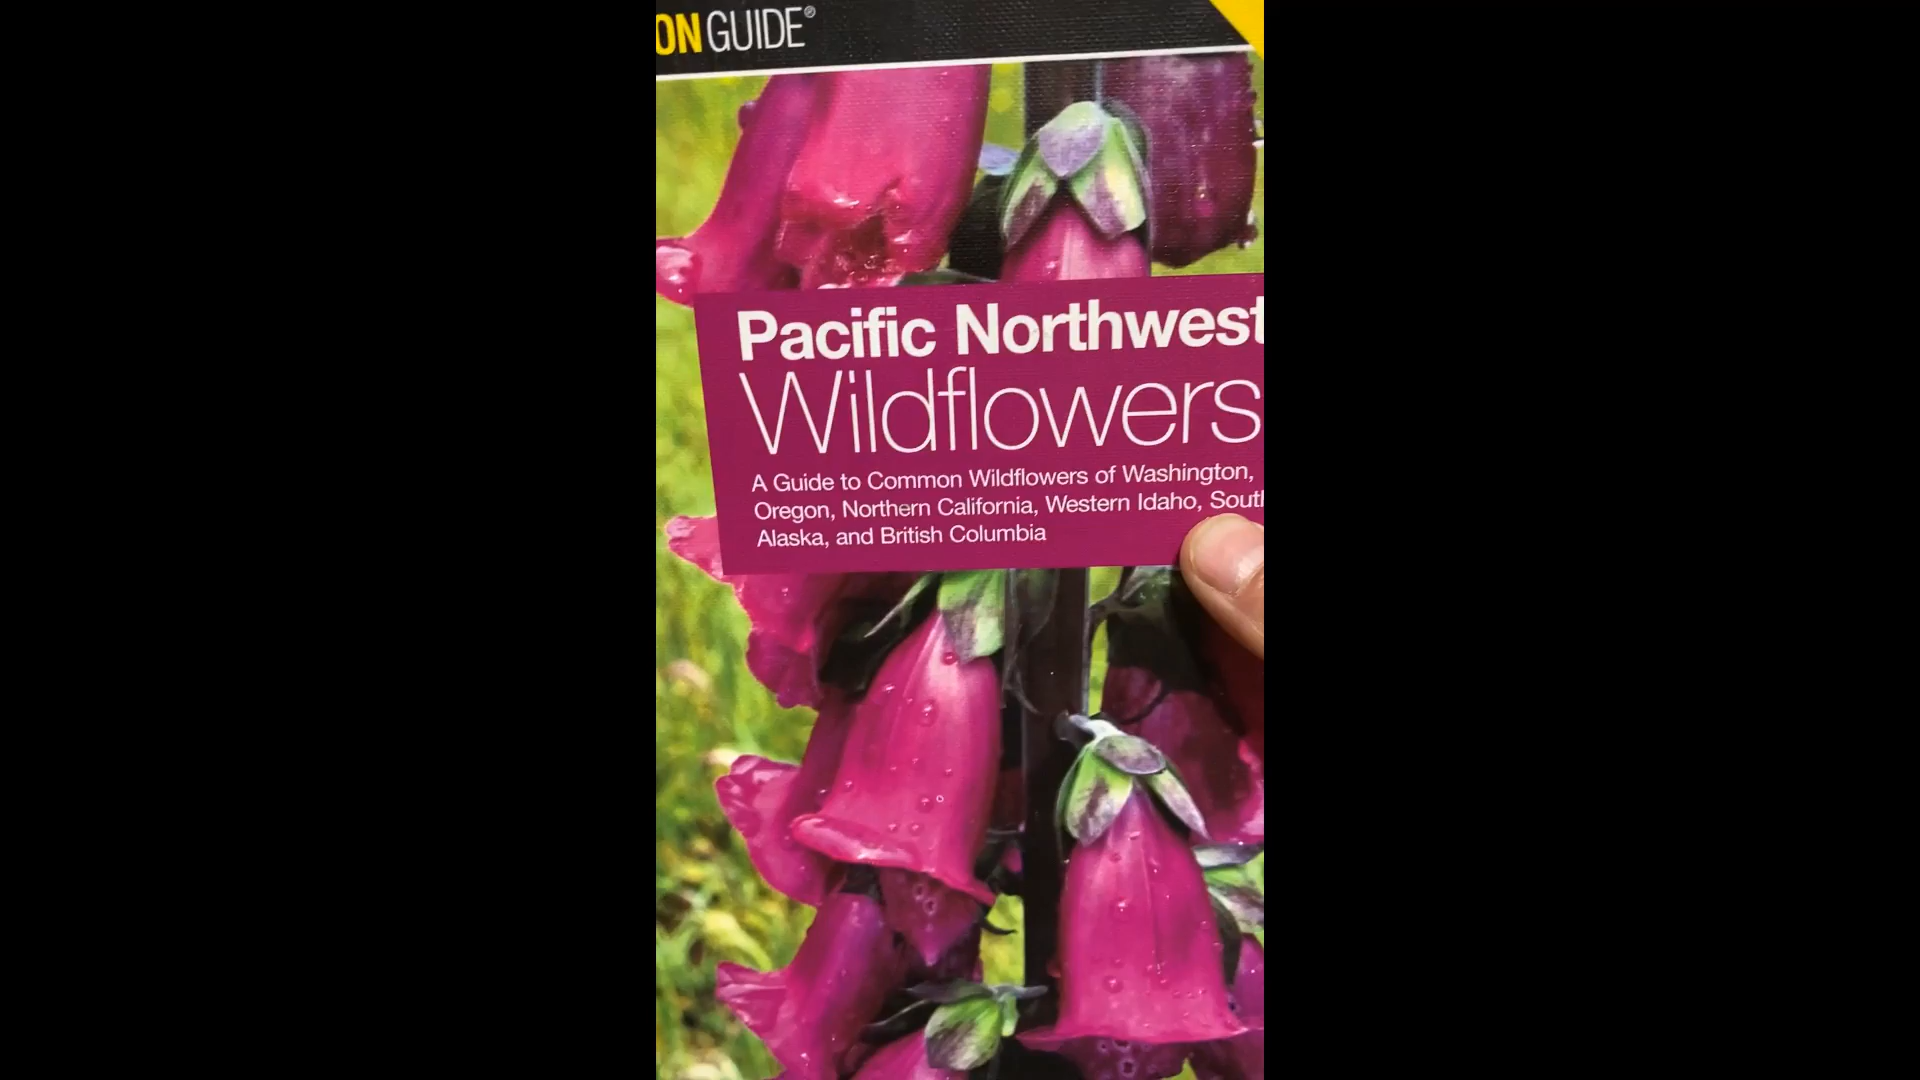 ON GUIDE®
Pacific Northwest
Wildflowers
A Guide to Common Wildflowers of Washington,
Oregon, Northern California, Western Idaho,
Alaska, and British Columbia